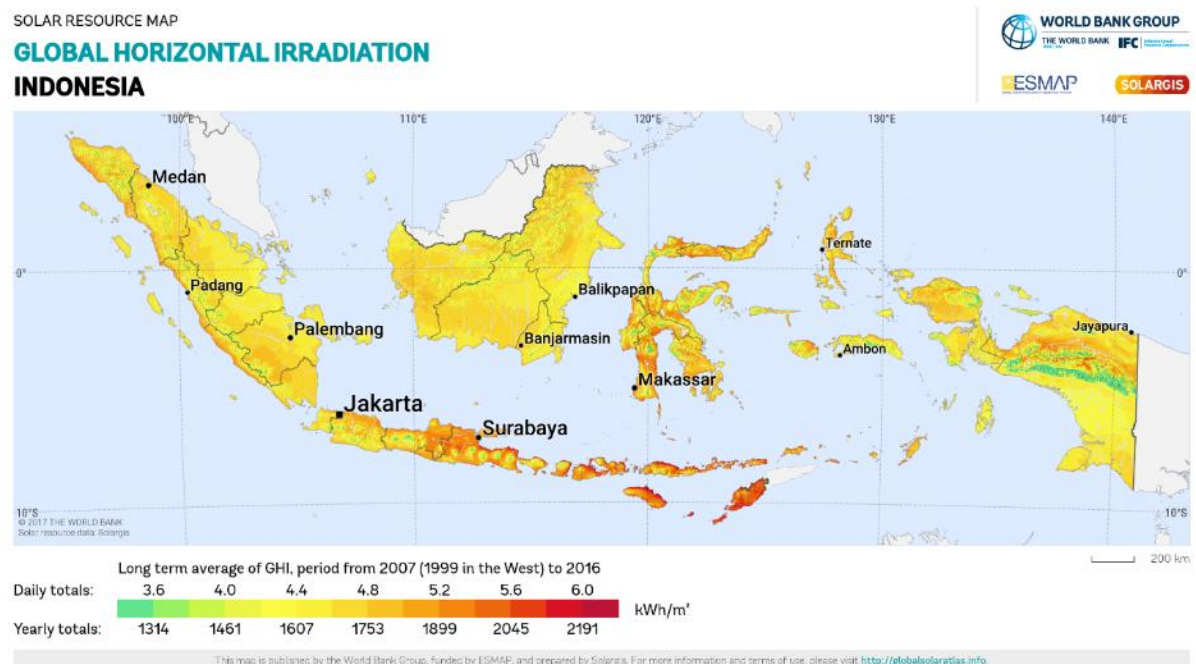 SOLAR RESOURCE MAP
GLOBAL HORIZONTAL IRRADIATION
INDONESIA
WORLD BANK GROUP
THE WORLD BANK IFC
ESMAP SOLARGIS
100°E 110°E 120°E 130°E 140°E
Medan
Ternate
0° 0°
Padang
Balikpapan
Palembang
Jayapura
Banjarmasin
Ambon
Makassar
Jakarta
Surabaya
10°S 10°S
© 2017 THE WORLD BANK
Solar resource data: Solargis
200 km
Long term average of GHI, period from 2007 (1999 in the West) to 2016
Daily totals: 3.6 4.0 4.4 4.8 5.2 5.6 6.0
kWh/m²
Yearly totals: 1314 1461 1607 1753 1899 2045 2191
This map is published by the World Bank Group, funded by ESMAP, and prepared by Solargis. For more information and terms of use, please visit http://globalsolaratlas.info